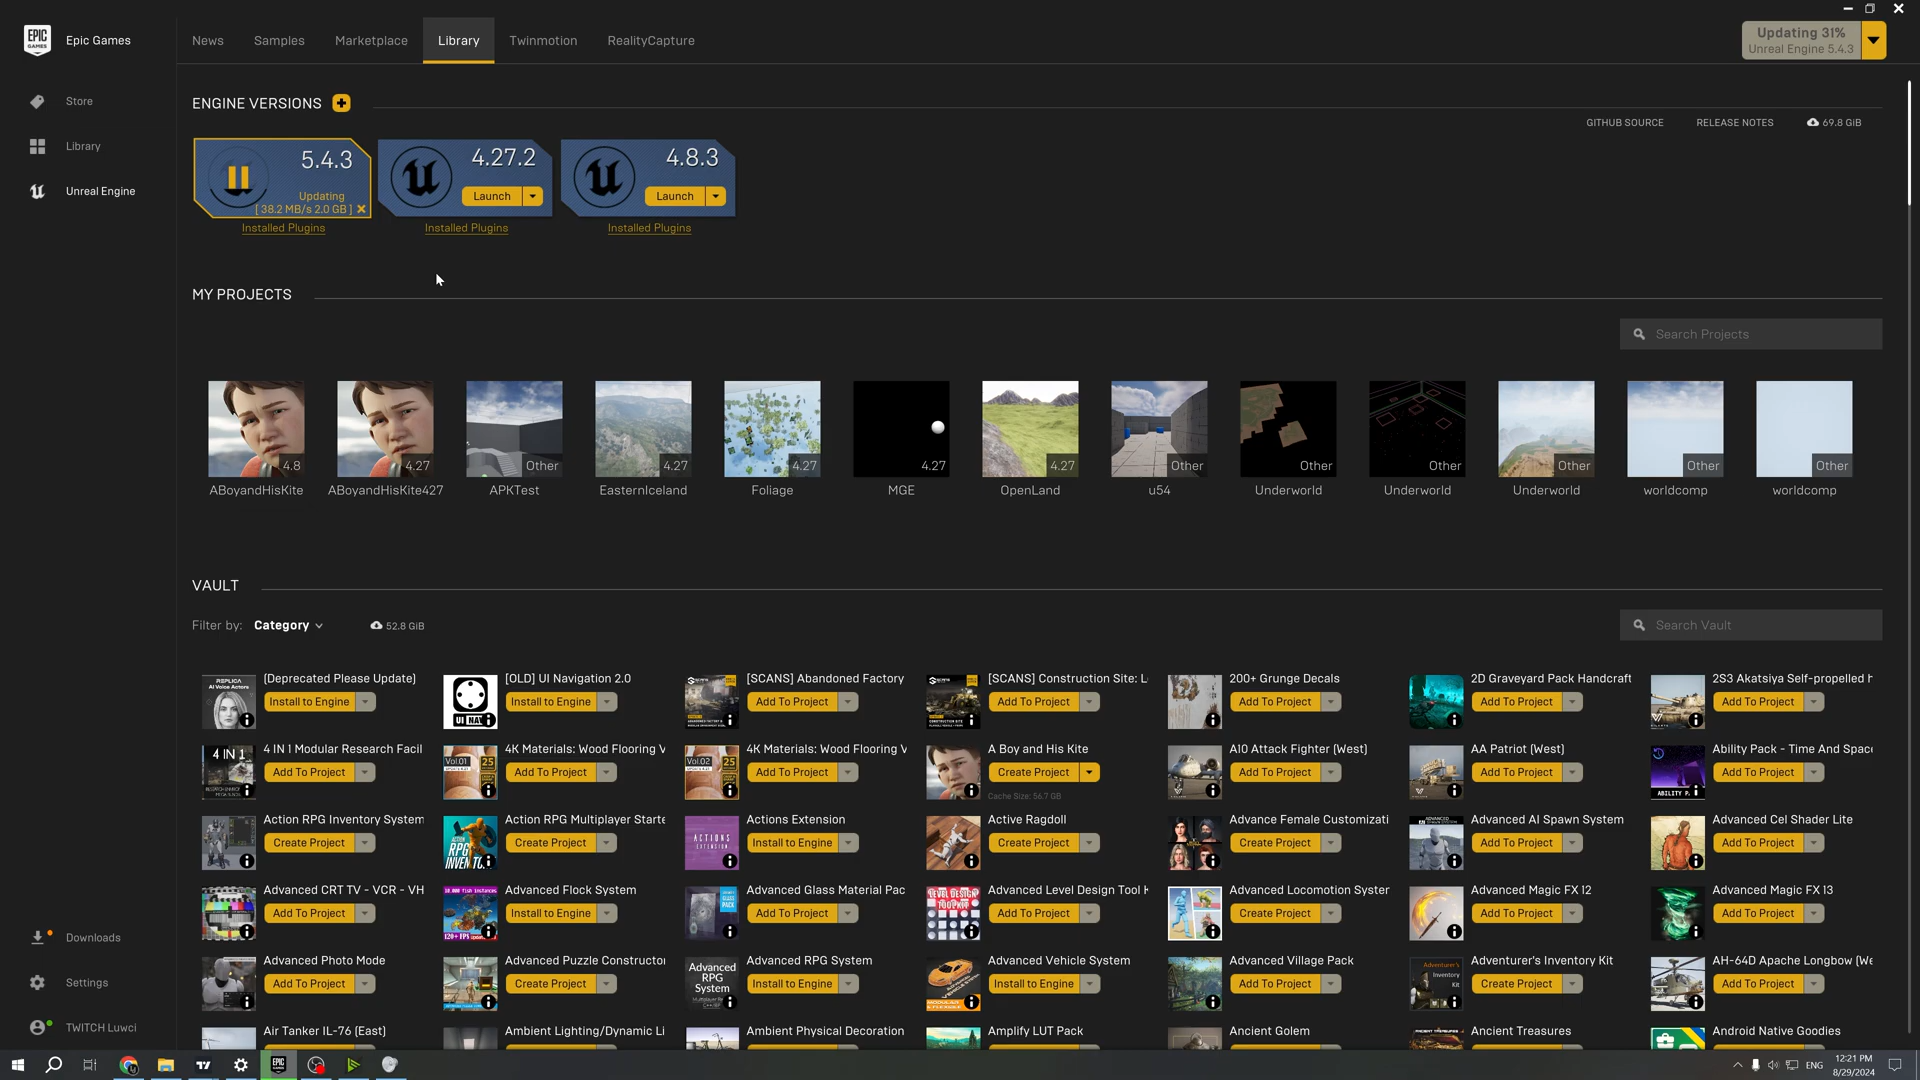 EPIC GAMES
Epic Games
News
Samples
Marketplace
Library
Twinmotion
RealityCapture
Updating 31%
Unreal Engine 5.4.3
Store
Library
Unreal Engine
ENGINE VERSIONS
GITHUB SOURCE
RELEASE NOTES
69.8 GiB
5.4.3
Updating
[ 38.2 MB/s 2.0 GB ]
Installed Plugins
4.27.2
Launch
Installed Plugins
4.8.3
Launch
Installed Plugins
MY PROJECTS
Search Projects
4.8
4.27
Other
4.27
4.27
4.27
4.27
Other
Other
Other
Other
Other
Other
ABoyandHisKite
ABoyandHisKite427
APKTest
EasternIceland
Foliage
MGE
OpenLand
u54
Underworld
Underworld
Underworld
worldcomp
worldcomp
VAULT
Filter by: Category
52.8 GiB
Search Vault
(Deprecated Please Update)
Install to Engine
[OLD] UI Navigation 2.0
Install to Engine
[SCANS] Abandoned Factory
Add To Project
[SCANS] Construction Site: L
Add To Project
200+ Grunge Decals
Add To Project
2D Graveyard Pack Handcraft
Add To Project
2S3 Akatsiya Self-propelled h
Add To Project
4 IN 1 Modular Research Facil
Add To Project
4K Materials: Wood Flooring V
Add To Project
4K Materials: Wood Flooring V
Add To Project
A Boy and His Kite
Create Project
Cache Size: 56.7 GB
A10 Attack Fighter (West)
Add To Project
AA Patriot (West)
Add To Project
Ability Pack - Time And Space
Add To Project
Action RPG Inventory System
Create Project
Action RPG Multiplayer Starte
Create Project
Actions Extension
Install to Engine
Active Ragdoll
Create Project
Advance Female Customizati
Create Project
Advanced AI Spawn System
Create Project
Advanced Cel Shader Lite
Create Project
Advanced CRT TV - VCR - VH
Add To Project
Advanced Flock System
Install to Engine
Advanced Glass Material Pac
Add To Project
Advanced Level Design Tool K
Add To Project
Advanced Locomotion System
Create Project
Advanced Magic FX 12
Add To Project
Advanced Magic FX 13
Add To Project
Advanced Photo Mode
Add To Project
Advanced Puzzle Constructor
Create Project
Advanced RPG System
Install to Engine
Advanced Vehicle System
Install to Engine
Advanced Village Pack
Add To Project
Adventurer's Inventory Kit
Create Project
AH-64D Apache Longbow (We
Add To Project
Air Tanker IL-76 (East)
Ambient Lighting/Dynamic Li
Ambient Physical Decoration
Amplify LUT Pack
Ancient Golem
Ancient Treasures
Android Native Goodies
Downloads
Settings
TWITCH Luwci
ENG
12:21 PM
8/29/2024